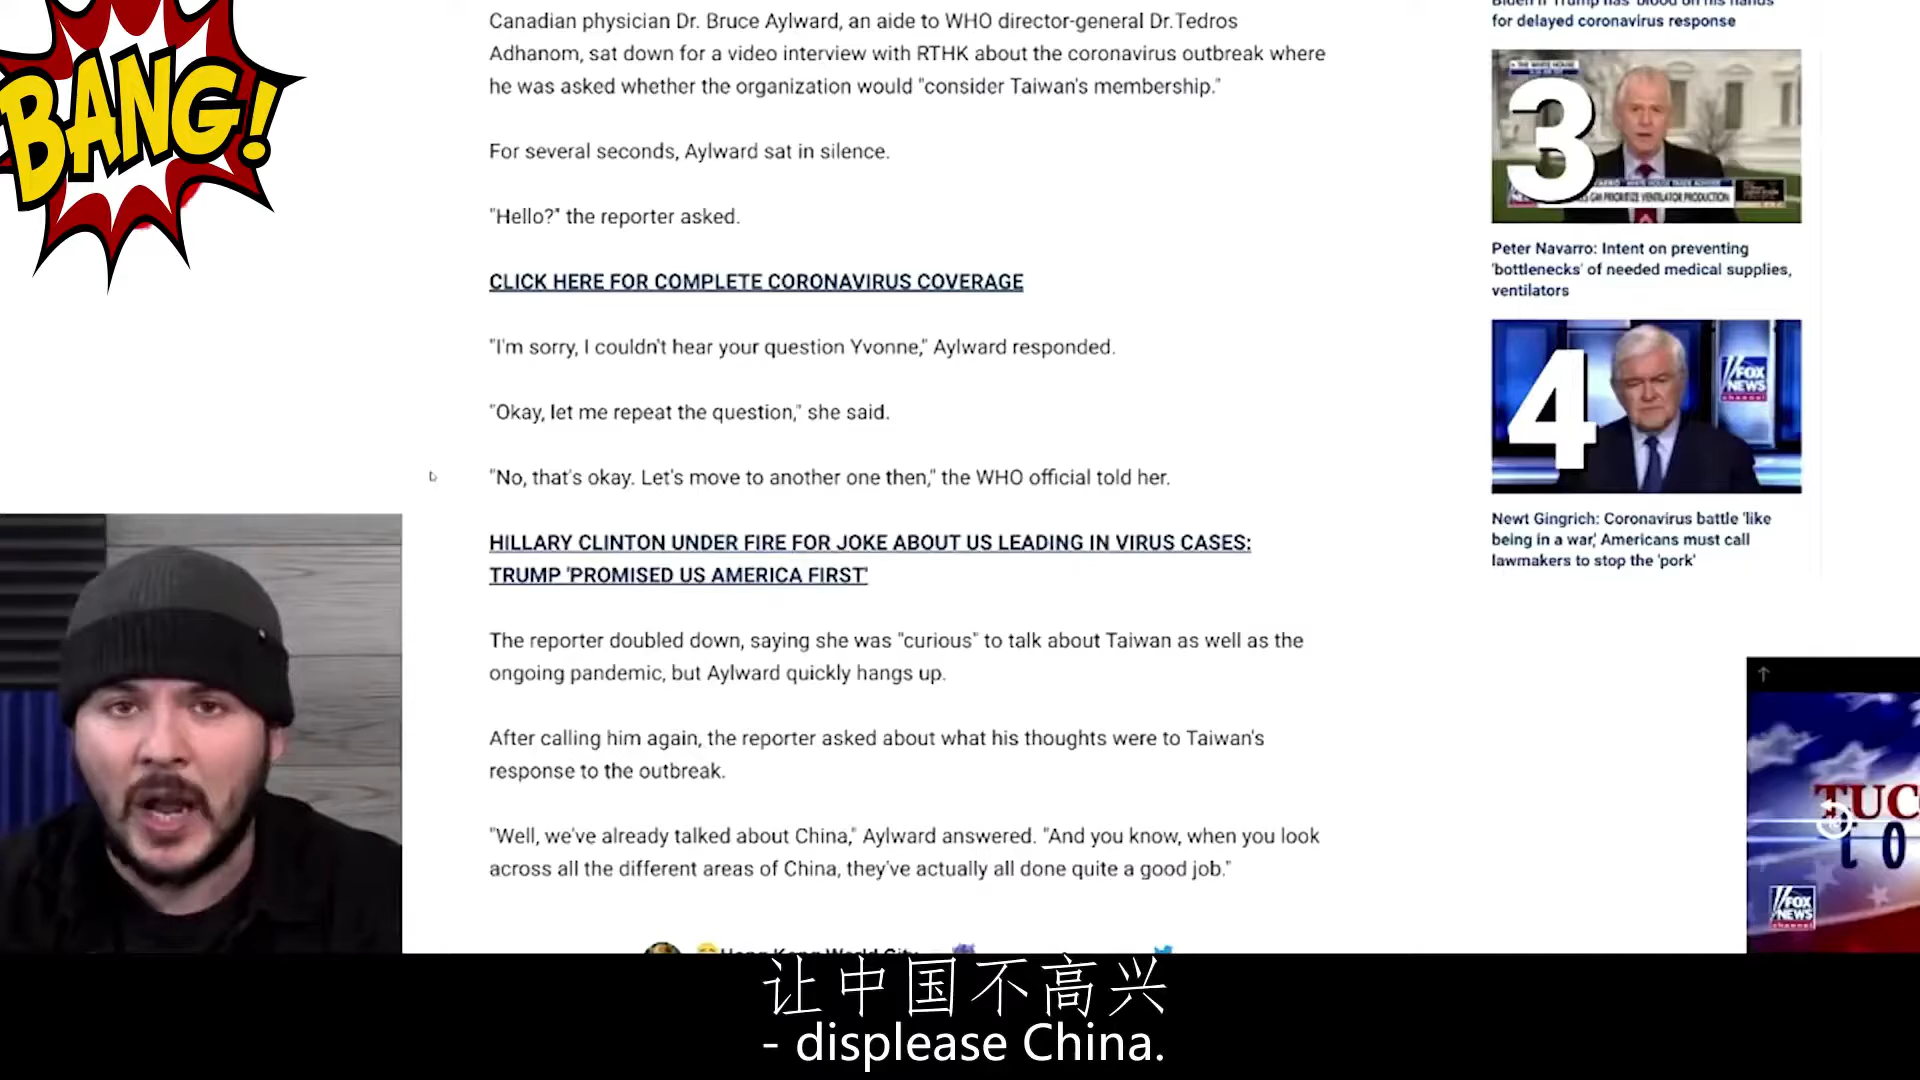 Canadian physician Dr. Bruce Aylward, an aide to WHO director-general Dr.Tedros
Adhanom, sat down for a video interview with RTHK about the coronavirus outbreak where
he was asked whether the organization would "consider Taiwan's membership."
For several seconds, Aylward sat in silence.
"Hello?" the reporter asked.
CLICK HERE FOR COMPLETE CORONAVIRUS COVERAGE
"I'm sorry, I couldn't hear your question Yvonne," Aylward responded.
"Okay, let me repeat the question," she said.
"No, that's okay. Let's move to another one then," the WHO official told her.
HILLARY CLINTON UNDER FIRE FOR JOKE ABOUT US LEADING IN VIRUS CASES:
TRUMP 'PROMISED US AMERICA FIRST'
The reporter doubled down, saying she was "curious" to talk about Taiwan as well as the
ongoing pandemic, but Aylward quickly hangs up.
After calling him again, the reporter asked about what his thoughts were to Taiwan's
response to the outbreak.
"Well, we've already talked about China," Aylward answered. "And you know, when you look
across all the different areas of China, they've actually all done quite a good job."
BANG!
for delayed coronavirus response
3
Peter Navarro: Intent on preventing
'bottlenecks' of needed medical supplies,
ventilators
4
FOX
NEWS
channel
Newt Gingrich: Coronavirus battle 'like
being in a war,' Americans must call
lawmakers to stop the 'pork'
TUC
FOX
NEWS
让中国不高兴
- displease China.